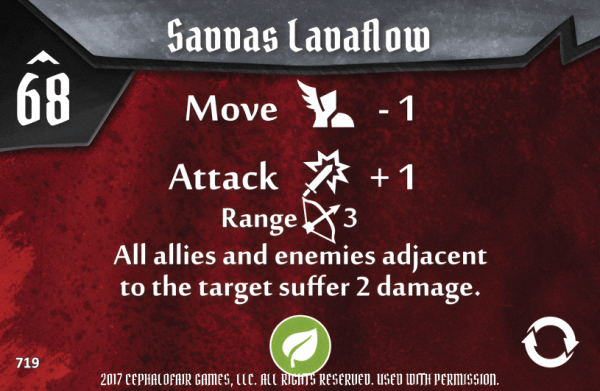 Savvas Lavaflow
68
Move - 1
Attack + 1
Range 3
All allies and enemies adjacent
to the target suffer 2 damage.
719
2017 CEPHALOFAIR GAMES, LLC. ALL RIGHTS RESERVED. USED WITH PERMISSION.